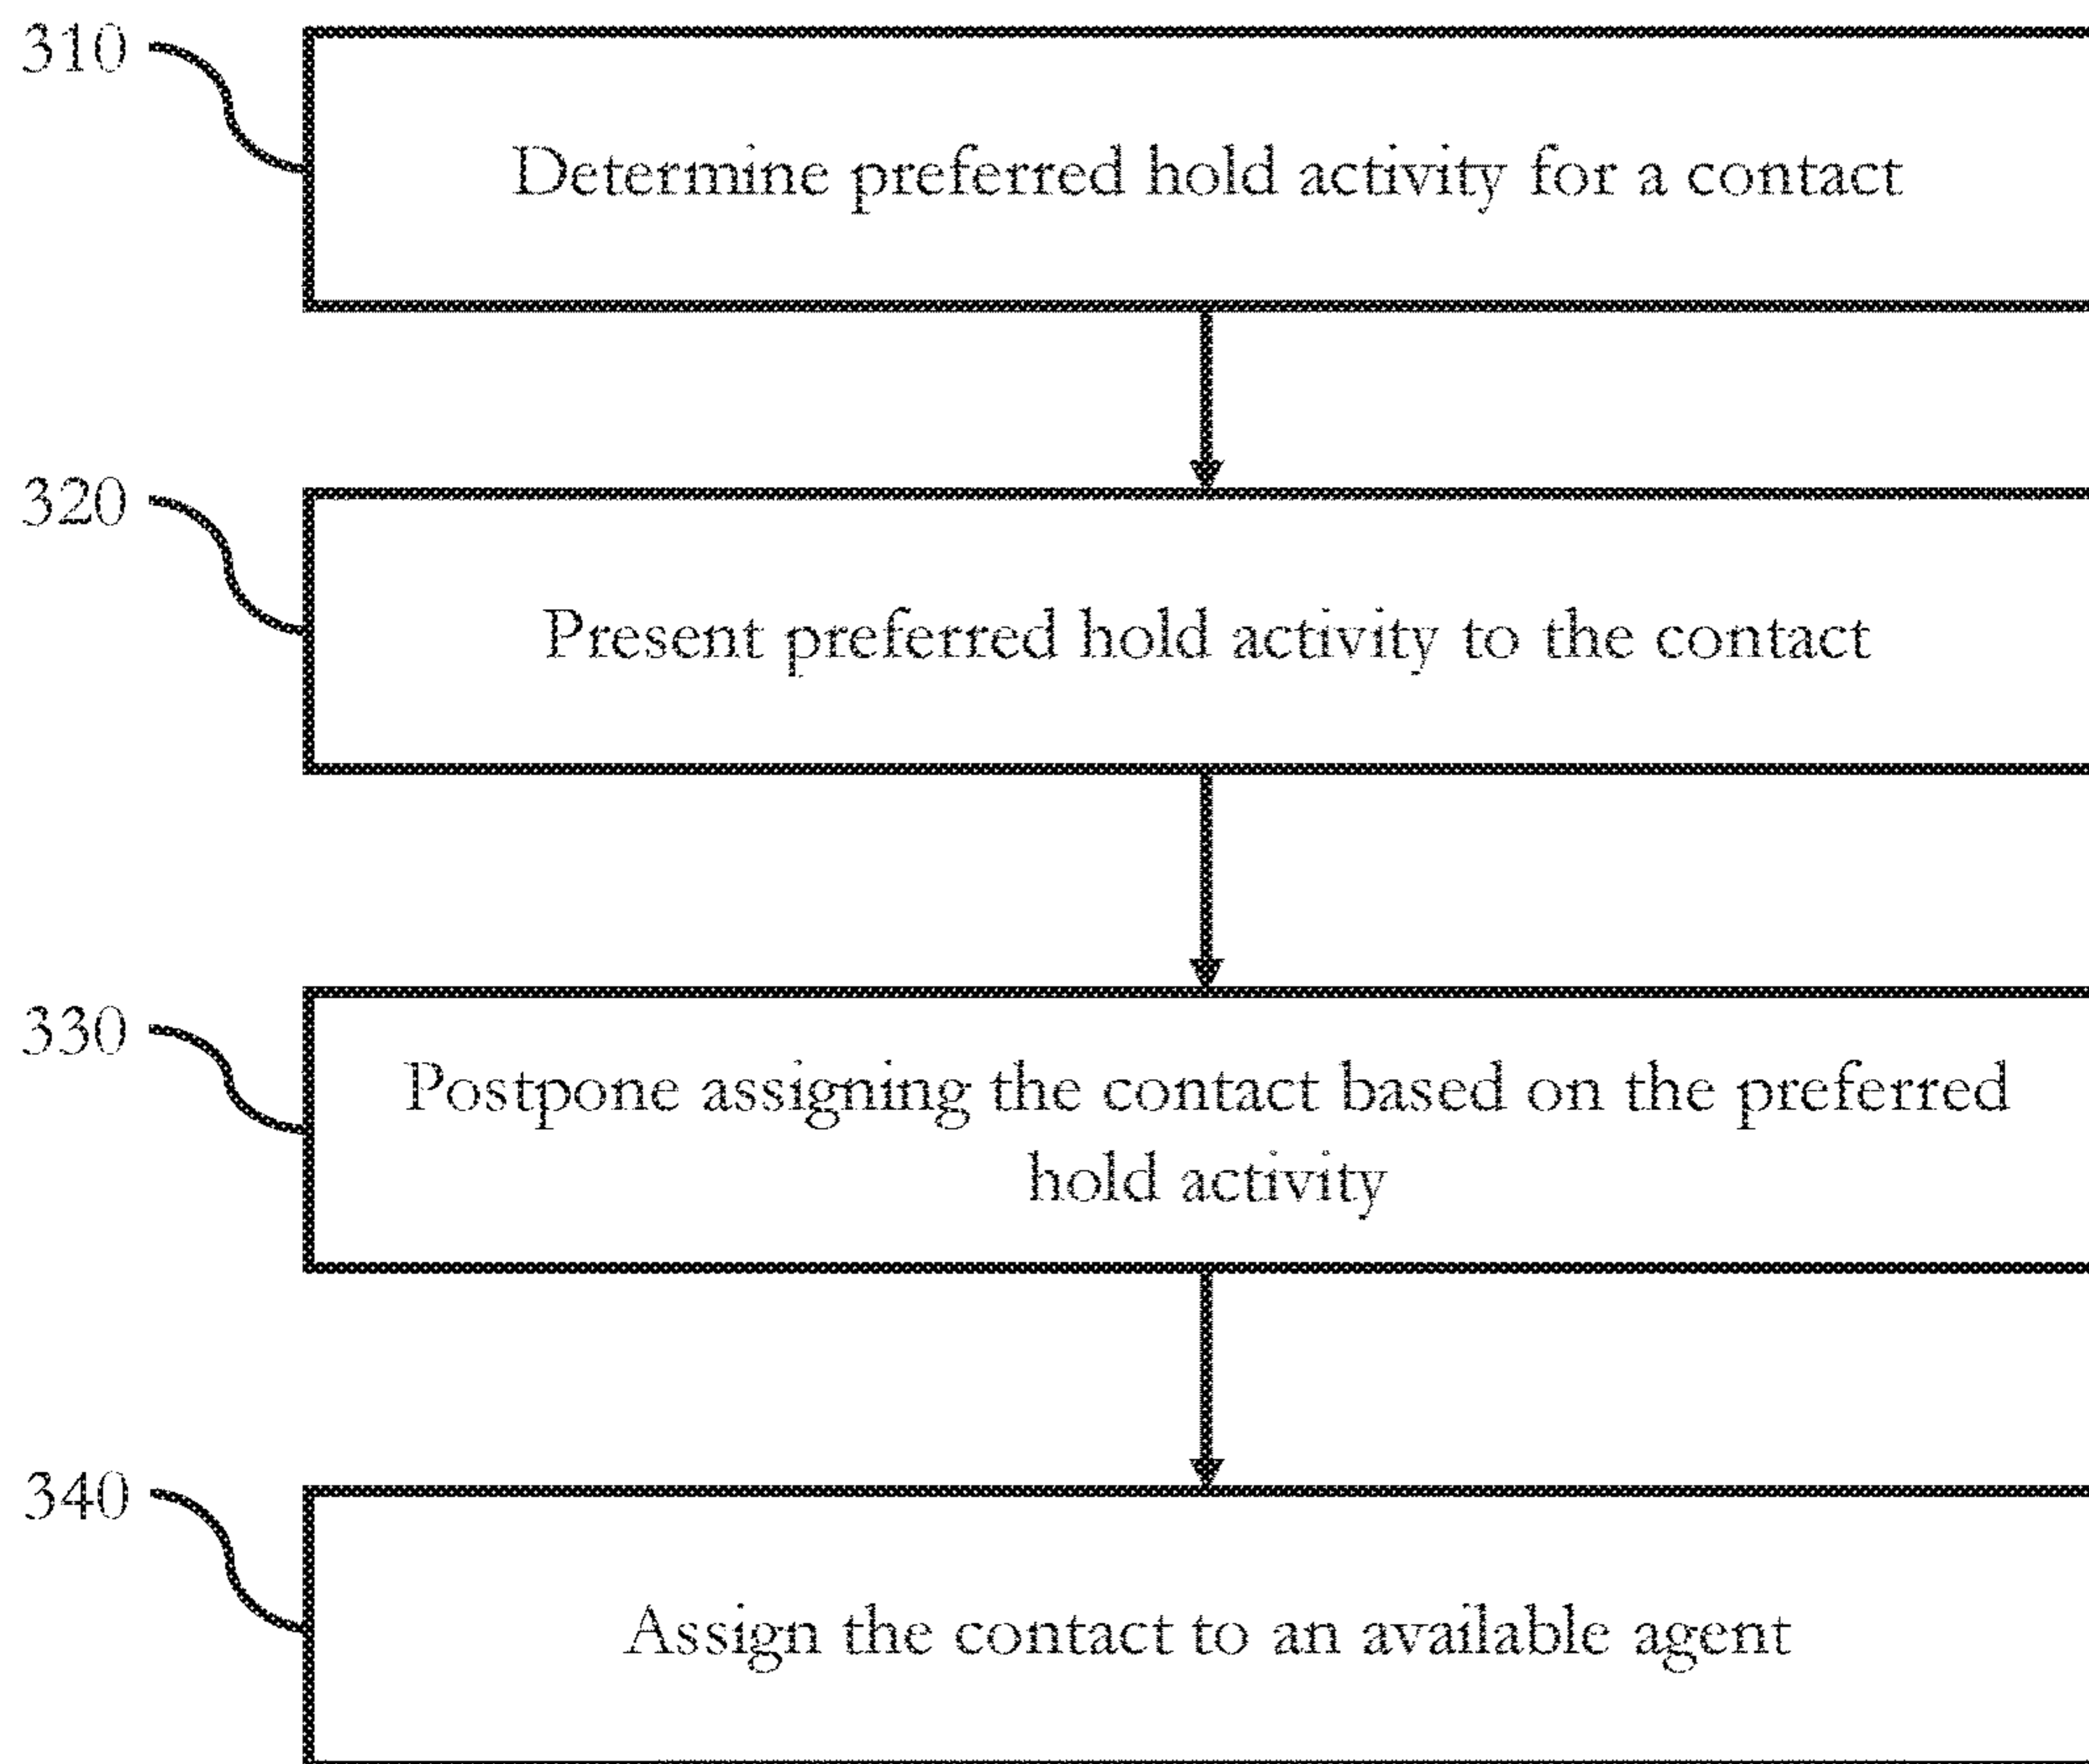 310
Determine preferred hold activity for a contact
320
Present preferred hold activity to the contact
330
Postpone assigning the contact based on the preferred
hold activity
340
Assign the contact to an available agent